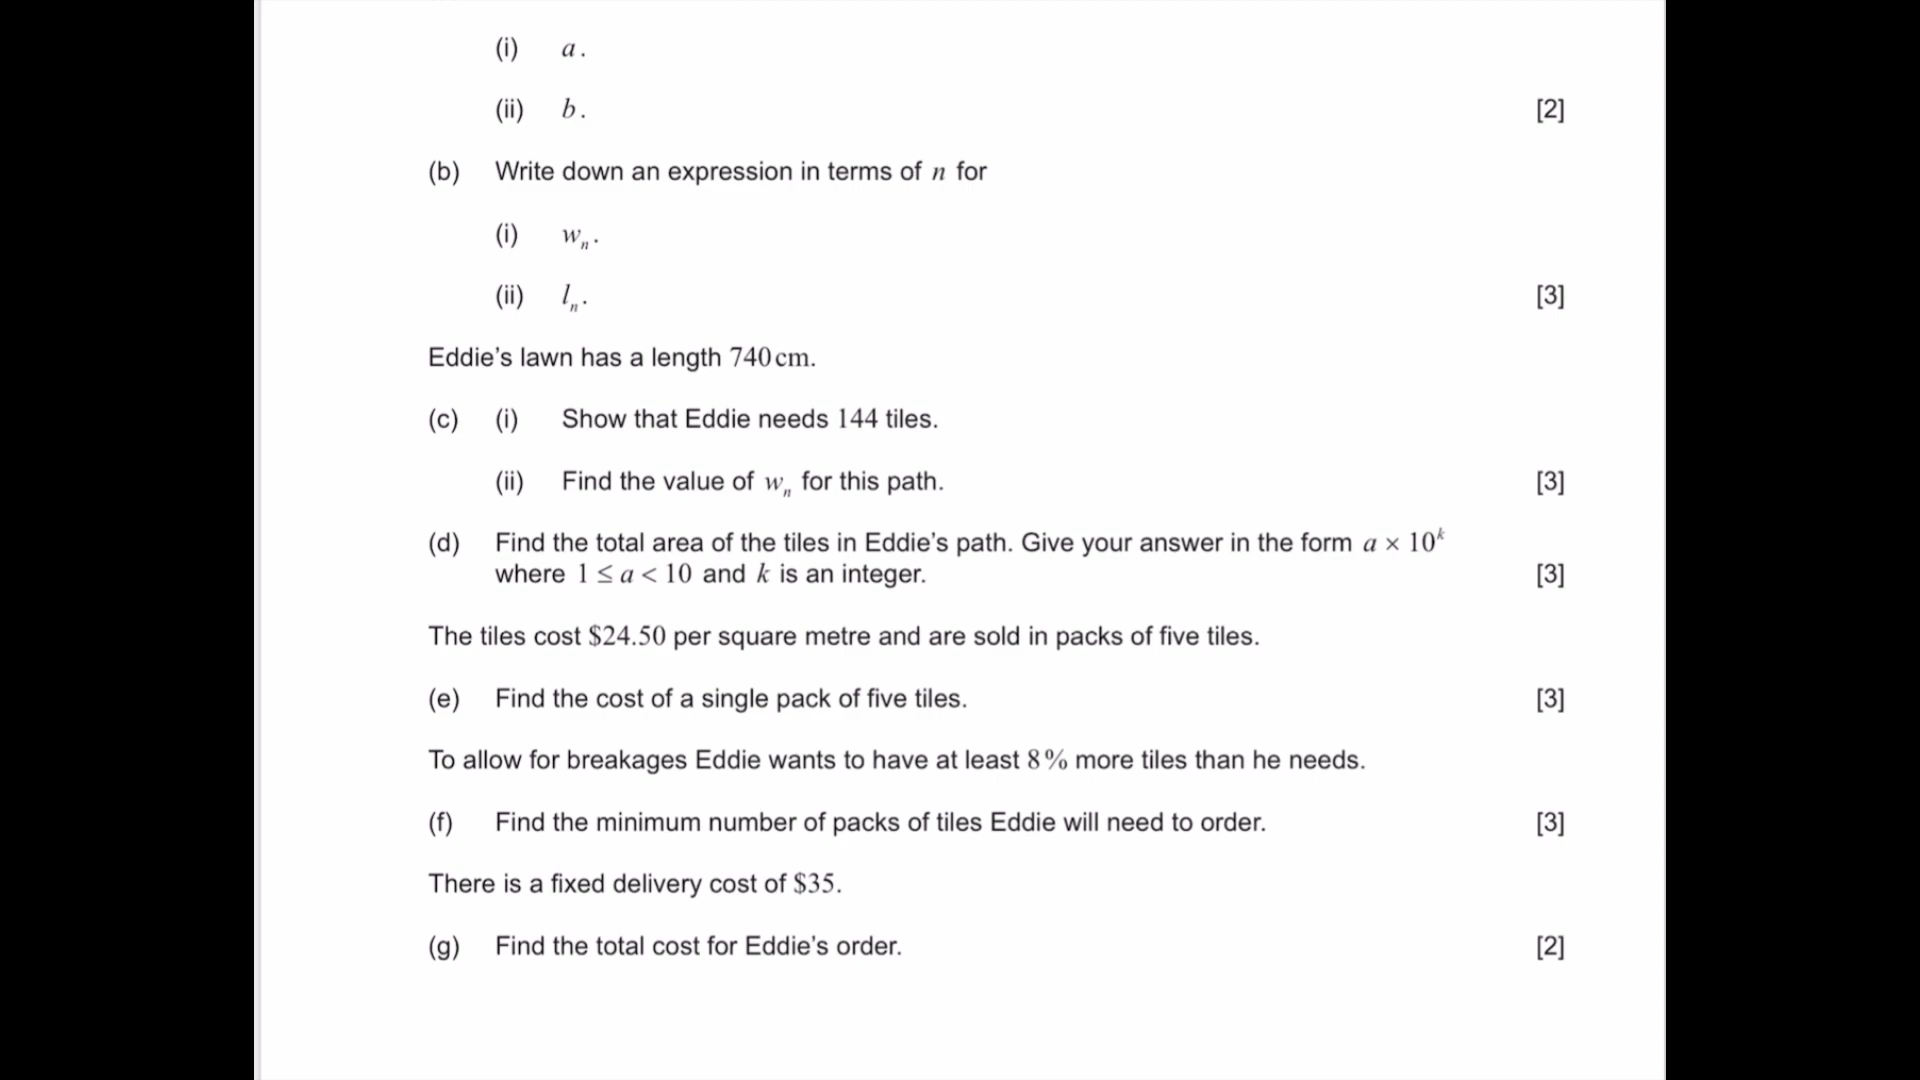 (i) a.
(ii) b. [2]
(b) Write down an expression in terms of n for
(i) wₙ.
(ii) lₙ. [3]
Eddie’s lawn has a length 740 cm.
(c) (i) Show that Eddie needs 144 tiles.
(ii) Find the value of wₙ for this path. [3]
(d) Find the total area of the tiles in Eddie’s path. Give your answer in the form a × 10ᵏ
where 1 ≤ a < 10 and k is an integer. [3]
The tiles cost $24.50 per square metre and are sold in packs of five tiles.
(e) Find the cost of a single pack of five tiles. [3]
To allow for breakages Eddie wants to have at least 8 % more tiles than he needs.
(f) Find the minimum number of packs of tiles Eddie will need to order. [3]
There is a fixed delivery cost of $35.
(g) Find the total cost for Eddie’s order. [2]